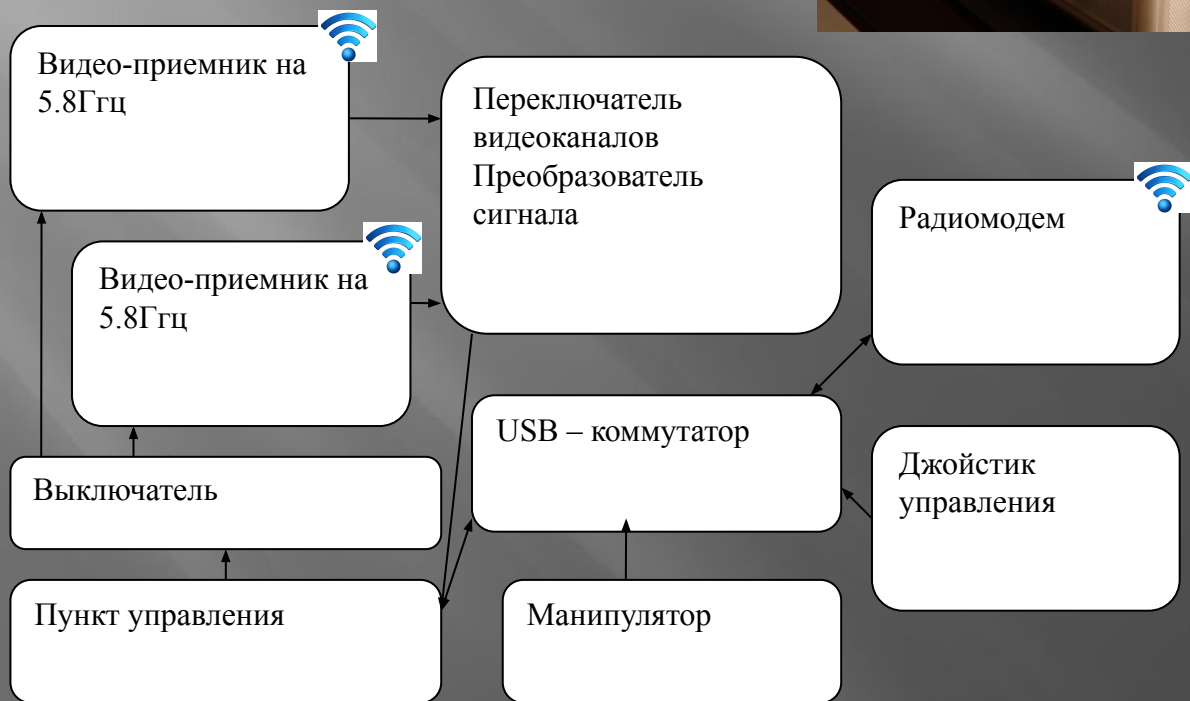 Видео-приемник на
5.8Ггц
Переключатель
видеоканалов
Преобразователь
сигнала
Радиомодем
Видео-приемник на
5.8Ггц
USB – коммутатор
Джойстик
управления
Выключатель
Пункт управления
Манипулятор